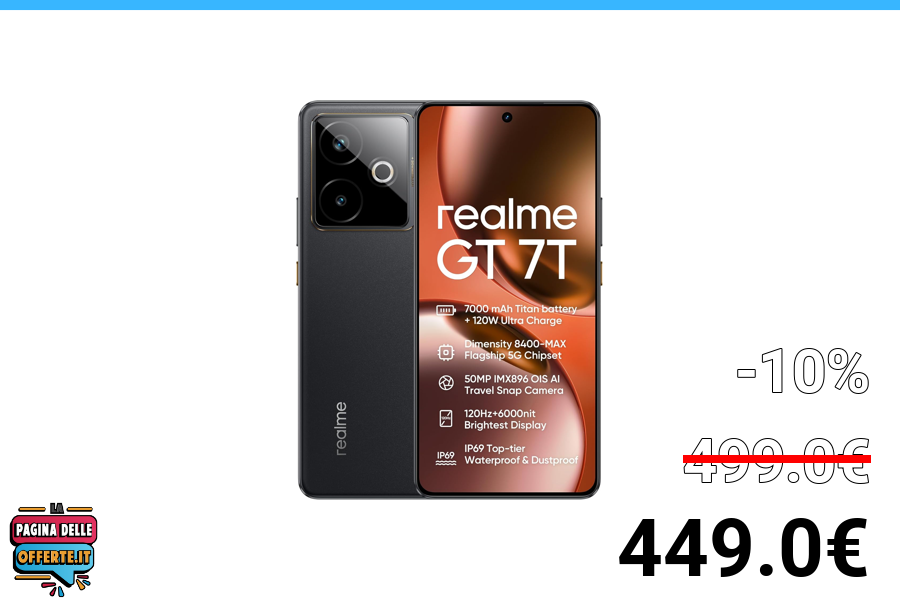 realme
GT 7T
7000 mAh Titan battery
+ 120W Ultra Charge
Dimensity 8400-MAX
Flagship 5G Chipset
50MP IMX896 OIS AI
Travel Snap Camera
120Hz+6000nit
Brightest Display
IP69
IP69 Top-tier
Waterproof & Dustproof
realme
-10%
499.0€
449.0€
LA
PAGINA DELLE
OFFERTE.IT